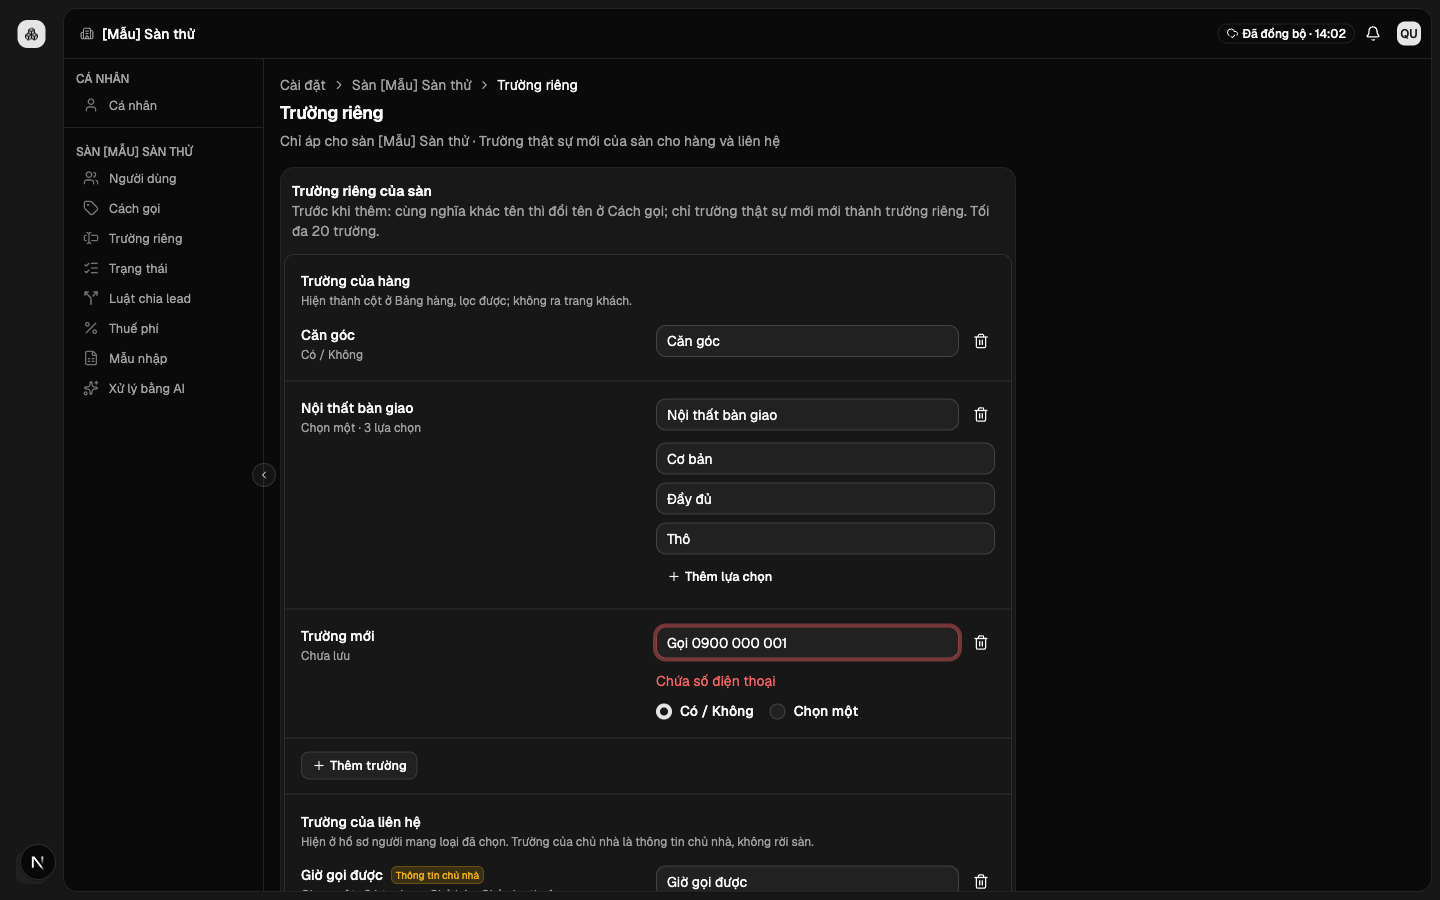 [Mẫu] Sàn thử
Đã đồng bộ · 14:02
QU
CÁ NHÂN
Cá nhân
SÀN [MẪU] SÀN THỬ
Người dùng
Cách gọi
Trường riêng
Trạng thái
Luật chia lead
Thuế phí
Mẫu nhập
Xử lý bằng AI
N
Cài đặt > Sàn [Mẫu] Sàn thử > Trường riêng
Trường riêng
Chỉ áp cho sàn [Mẫu] Sàn thử · Trường thật sự mới của sàn cho hàng và liên hệ
Trường riêng của sàn
Trước khi thêm: cùng nghĩa khác tên thì đổi tên ở Cách gọi; chỉ trường thật sự mới mới thành trường riêng. Tối
đa 20 trường.
Trường của hàng
Hiện thành cột ở Bảng hàng, lọc được; không ra trang khách.
Căn góc
Có / Không
Căn góc
Nội thất bàn giao
Chọn một · 3 lựa chọn
Nội thất bàn giao
Cơ bản
Đầy đủ
Thô
+ Thêm lựa chọn
Trường mới
Chưa lưu
Gọi 0900 000 001
Chứa số điện thoại
Có / Không
Chọn một
+ Thêm trường
Trường của liên hệ
Hiện ở hồ sơ người mang loại đã chọn. Trường của chủ nhà là thông tin chủ nhà, không rời sàn.
Giờ gọi được
Thông tin chủ nhà
Giờ gọi được